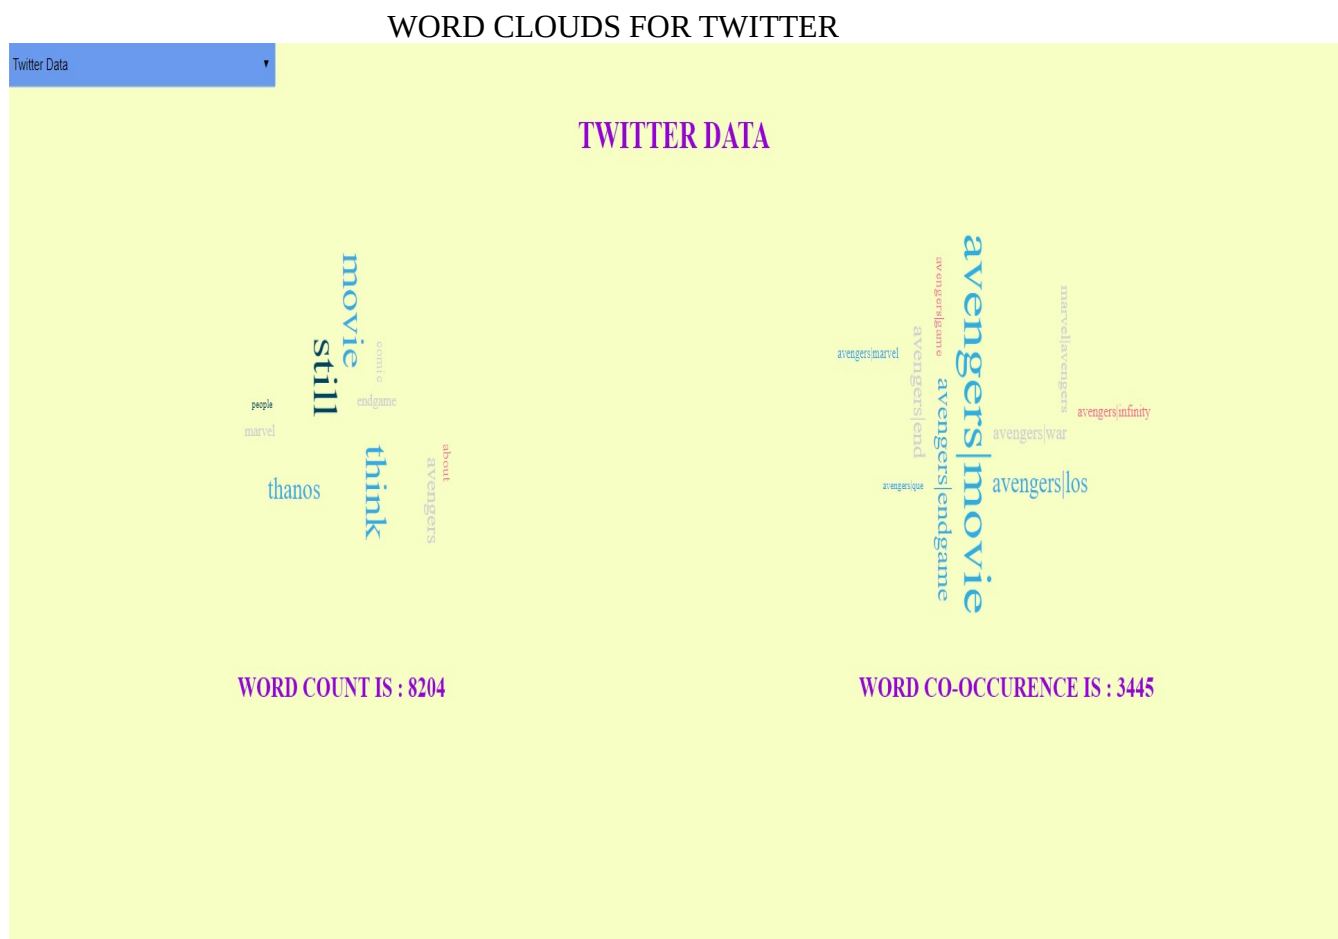 WORD CLOUDS FOR TWITTER
Twitter Data
TWITTER DATA
movie
still
comic
endgame
people
marvel
think
about
avengers
thanos
avengers|movie
avengers|game
marvel|avengers
avengers|end
avengers|marvel
avengers|endgame
avengers|infinity
avengers|war
avengers|los
avengers|que
WORD COUNT IS : 8204
WORD CO-OCCURENCE IS : 3445